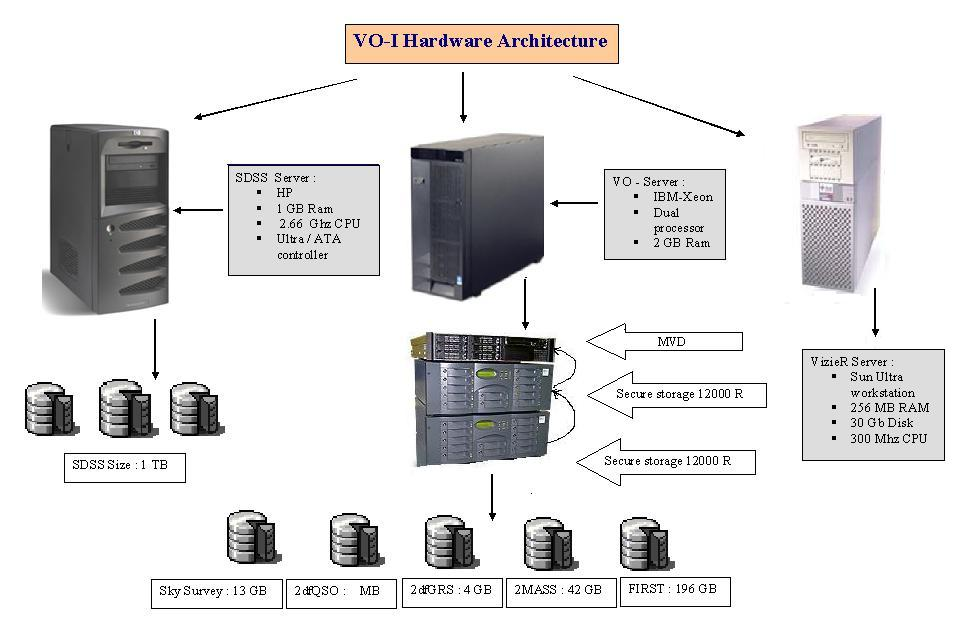 VO-I Hardware Architecture
SDSS Server :
▪ HP
▪ 1 GB Ram
▪ 2.66 Ghz CPU
▪ Ultra / ATA
controller
VO - Server :
▪ IBM-Xeon
▪ Dual
processor
▪ 2 GB Ram
MVD
Secure storage 12000 R
Secure storage 12000 R
VizieR Server :
▪ Sun Ultra
workstation
▪ 256 MB RAM
▪ 30 Gb Disk
▪ 300 Mhz CPU
SDSS Size : 1 TB
Sky Survey : 13 GB
2dfQSO : MB
2dfGRS : 4 GB
2MASS : 42 GB
FIRST : 196 GB